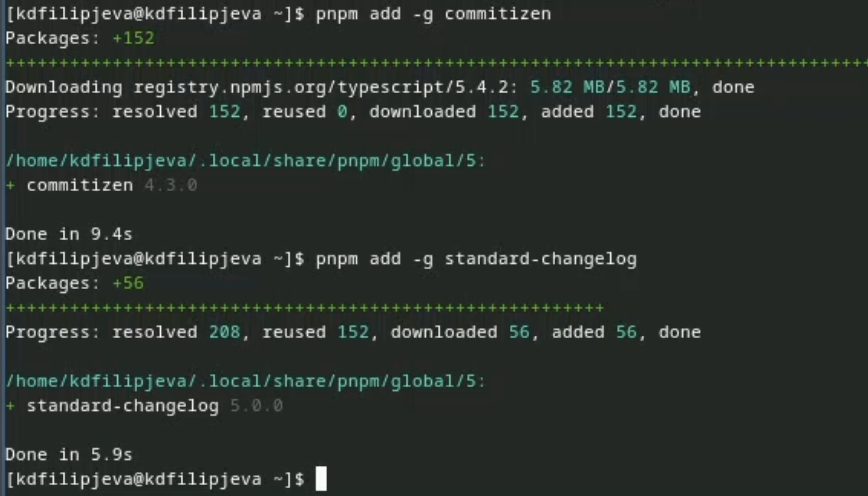 [kdfilipjeva@kdfilipjeva ~]$ pnpm add -g commitizen
Packages: +152
++++++++++++++++++++++++++++++++++++++++++++++++++++++++++++++++++++++++++++++++
Downloading registry.npmjs.org/typescript/5.4.2: 5.82 MB/5.82 MB, done
Progress: resolved 152, reused 0, downloaded 152, added 152, done
/home/kdfilipjeva/.local/share/pnpm/global/5:
+ commitizen 4.3.0
Done in 9.4s
[kdfilipjeva@kdfilipjeva ~]$ pnpm add -g standard-changelog
Packages: +56
++++++++++++++++++++++++++++++++++++++++++++++++++++++++
Progress: resolved 208, reused 152, downloaded 56, added 56, done
/home/kdfilipjeva/.local/share/pnpm/global/5:
+ standard-changelog 5.0.0
Done in 5.9s
[kdfilipjeva@kdfilipjeva ~]$